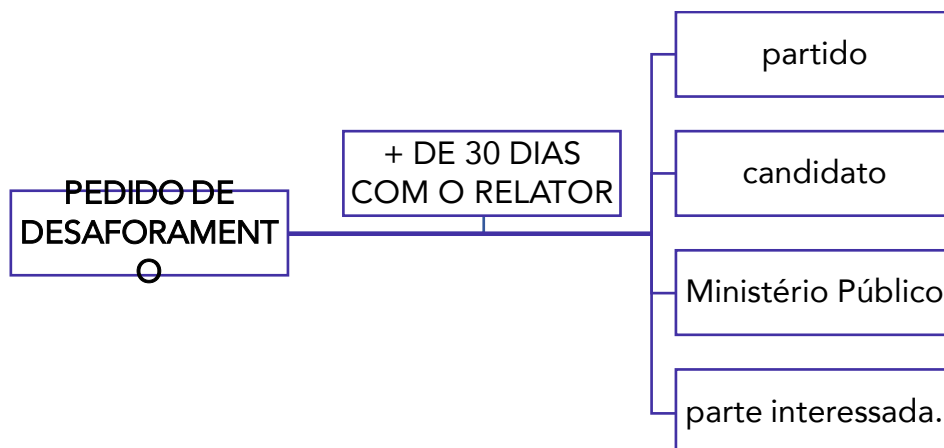 partido
+ DE 30 DIAS
COM O RELATOR
candidato
PEDIDO DE
DESAFORAMENT
O
Ministério Público
parte interessada.